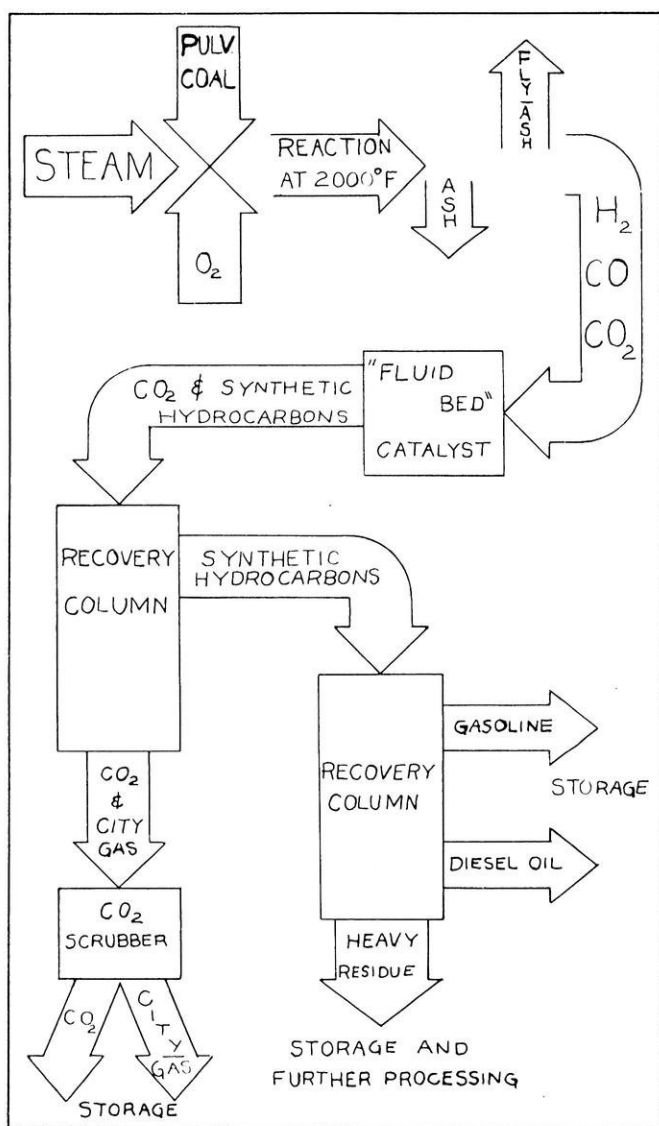 PULV.
COAL
STEAM
O₂
REACTION
AT 2000°F
ASH
FLY-ASH
H₂
CO
CO₂
"FLUID
BED"
CATALYST
CO₂ & SYNTHETIC
HYDROCARBONS
RECOVERY
COLUMN
SYNTHETIC
HYDROCARBONS
RECOVERY
COLUMN
GASOLINE
STORAGE
DIESEL OIL
HEAVY
RESIDUE
STORAGE AND
FURTHER PROCESSING
CO₂
&
CITY
GAS
CO₂
SCRUBBER
CO₂
CITY
GAS
STORAGE